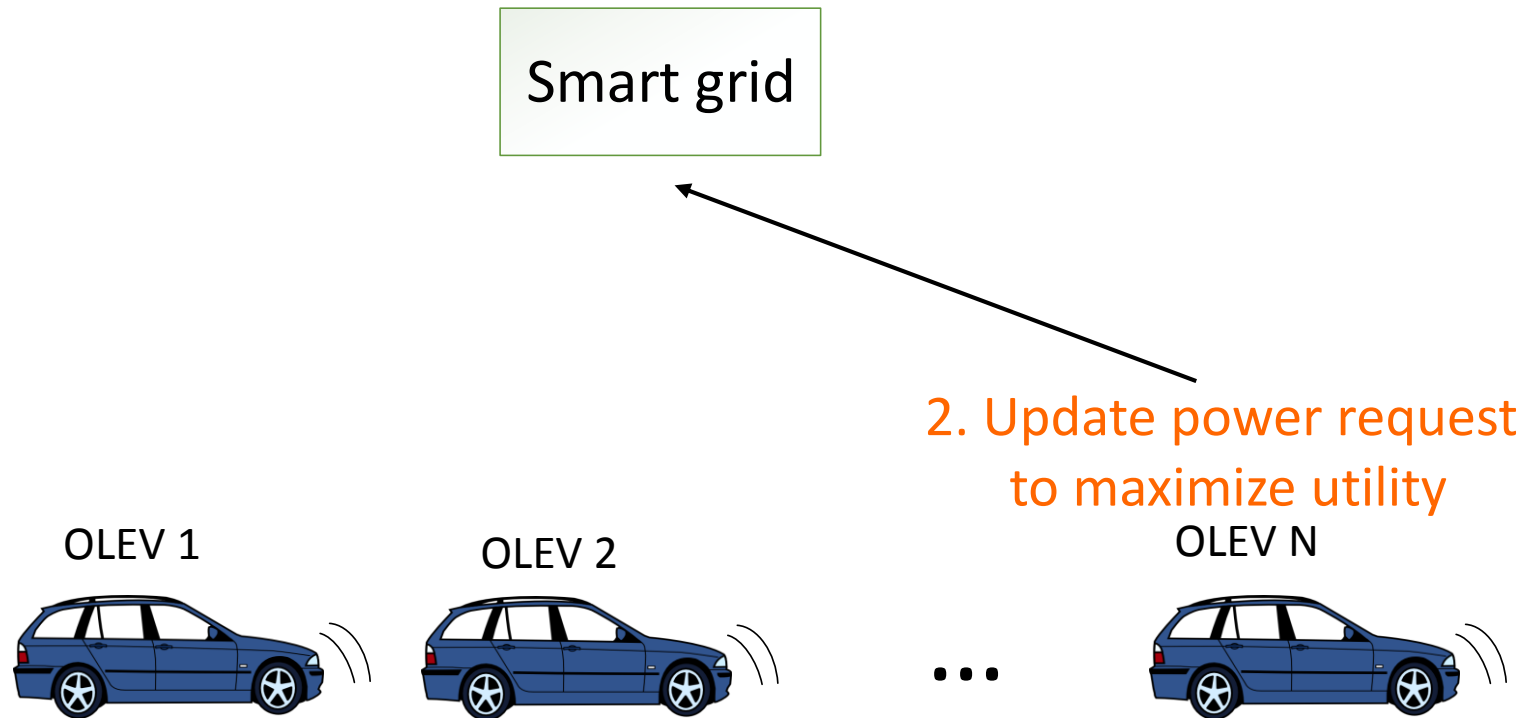 Smart grid
2. Update power request
to maximize utility
OLEV 1
OLEV 2
OLEV N
...